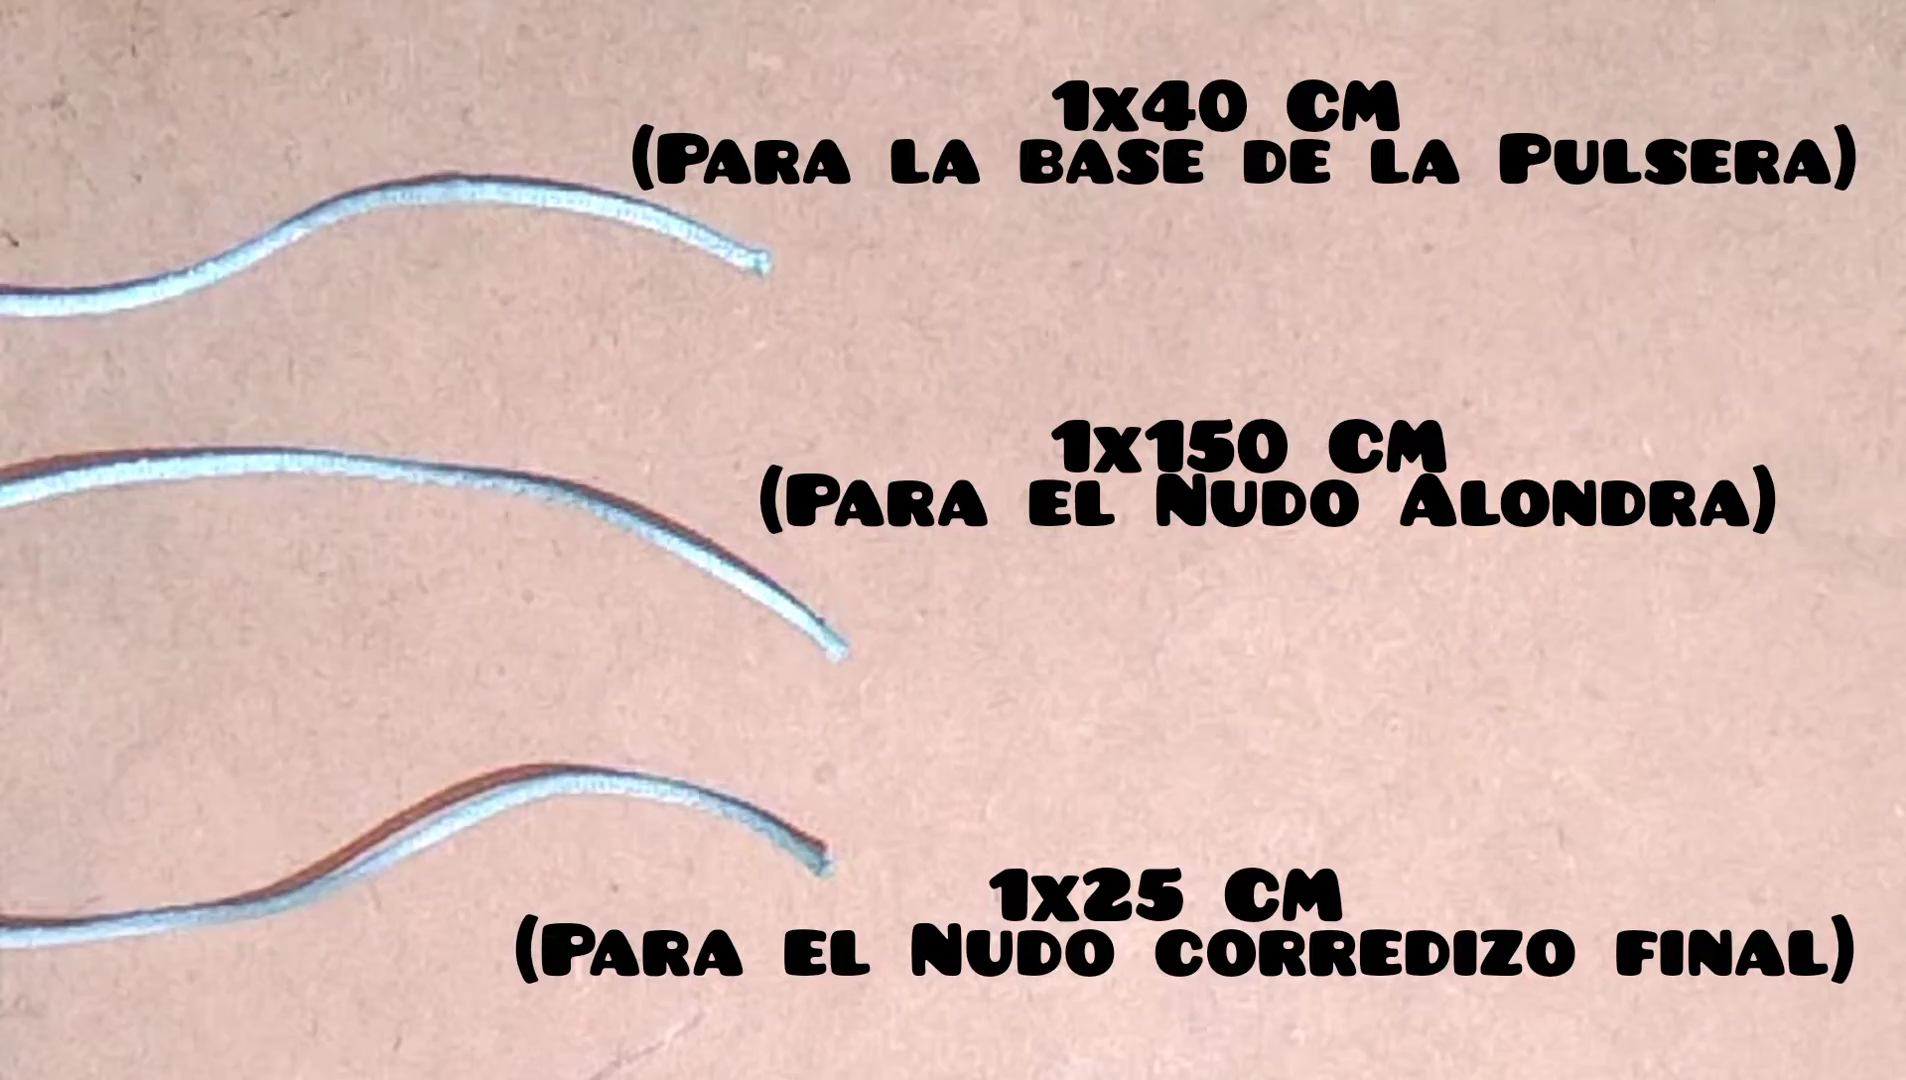 1x40 CM
(Para la base de la Pulsera)
1x150 CM
(Para el Nudo Alondra)
1x25 CM
(Para el Nudo corredizo final)